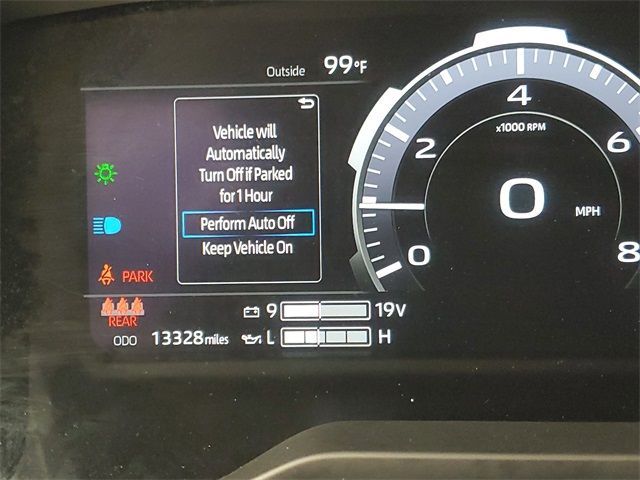 Outside 99°F
Vehicle will
Automatically
Turn Off if Parked
for 1 Hour
Perform Auto Off
Keep Vehicle On
PARK
REAR
ODO 13328 miles
9 19V
L H
4
x1000 RPM
2 6
0 MPH
0 8